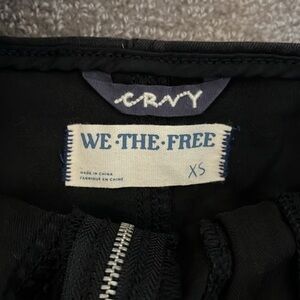 CRVY
WE·THE·FREE
XS
MADE IN CHINA
FABRIQUÉ EN CHINE